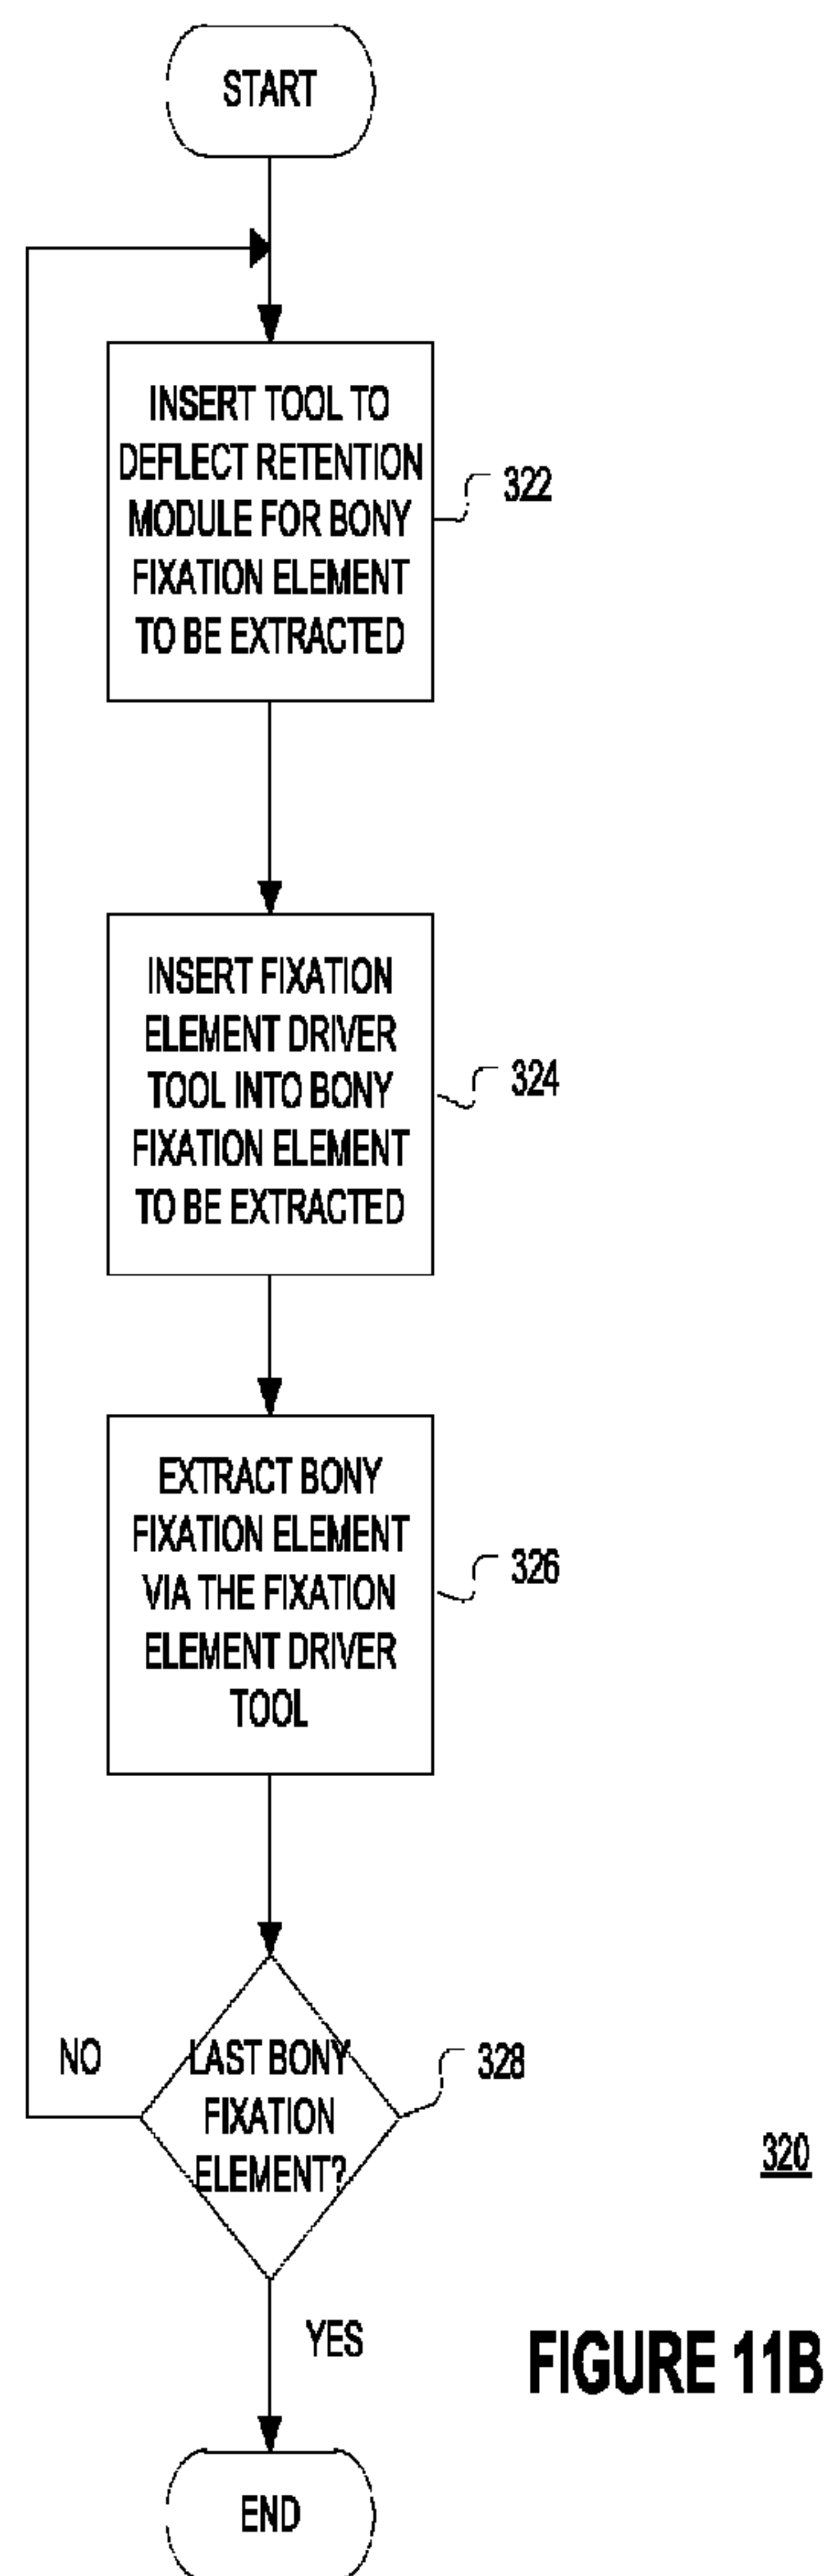 START
INSERT TOOL TO
DEFLECT RETENTION
MODULE FOR BONY
FIXATION ELEMENT
TO BE EXTRACTED
322
INSERT FIXATION
ELEMENT DRIVER
TOOL INTO BONY
FIXATION ELEMENT
TO BE EXTRACTED
324
EXTRACT BONY
FIXATION ELEMENT
VIA THE FIXATION
ELEMENT DRIVER
TOOL
326
NO
LAST BONY
FIXATION
ELEMENT?
328
320
YES
FIGURE 11B
END